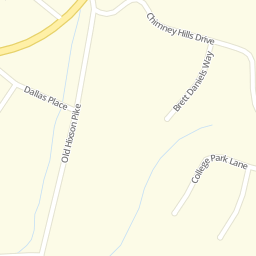 Chimney Hills Drive
Brett Daniels Way
Dallas Place
Old Hixson Pike
College Park Lane